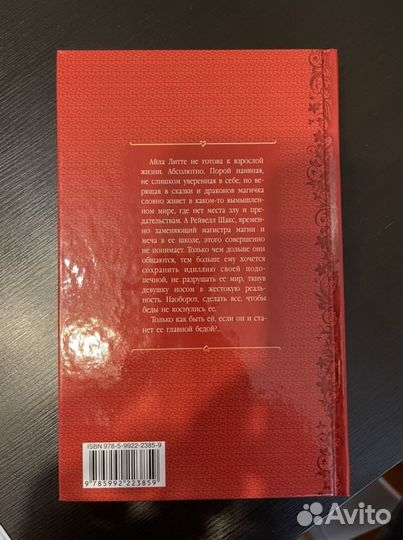 Айла Литте не готова к взрослой
жизни. Абсолютно. Порой наивная,
не слишком уверенная в себе, но ве-
рящая в сказки и драконов магичка
словно живет в каком-то вымышлен-
ном мире, где нет места злу и пре-
дательствам. А Рейвелл Шакс, времен-
но заменяющий магистра магии и
меча в ее школе, этого совершенно
не понимает. Только чем дольше они
общаются, тем больше ему хочется
сохранить идиллию своей подо-
печной, не разрушать ее мир, ткнув
девушку носом в жестокую реаль-
ность. Наоборот, сделать все, чтобы
беды не коснулись ее.
Только как быть ей, если он и ста-
нет ее главной бедой?..
ISBN 978-5-9922-2385-9
9 785992 223859
Avito